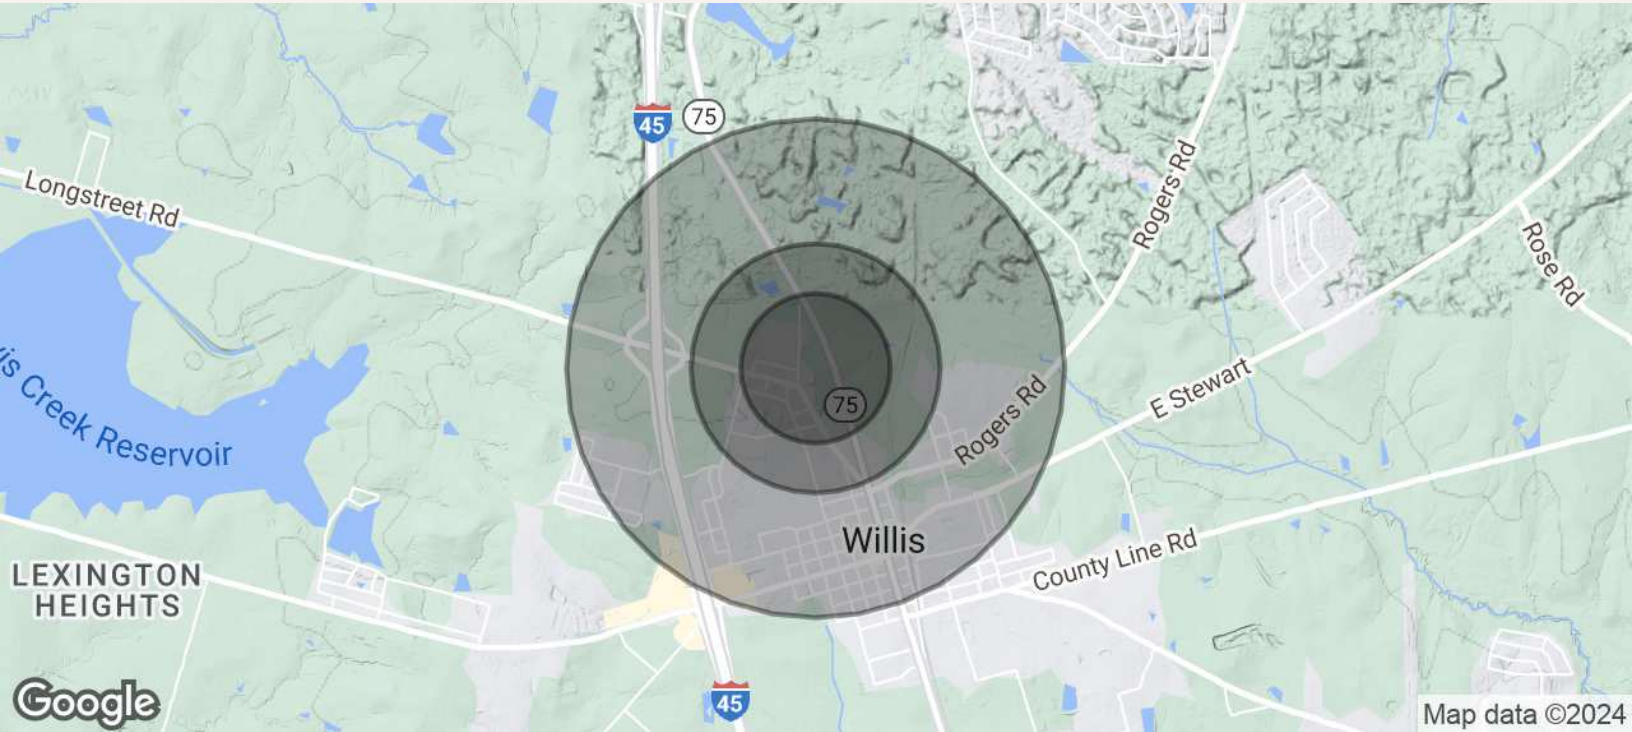 45
75
Longstreet Rd
Rogers Rd
Rose Rd
E Stewart
75
Rogers Rd
Creek Reservoir
Willis
County Line Rd
LEXINGTON
HEIGHTS
45
Google
Map data ©2024